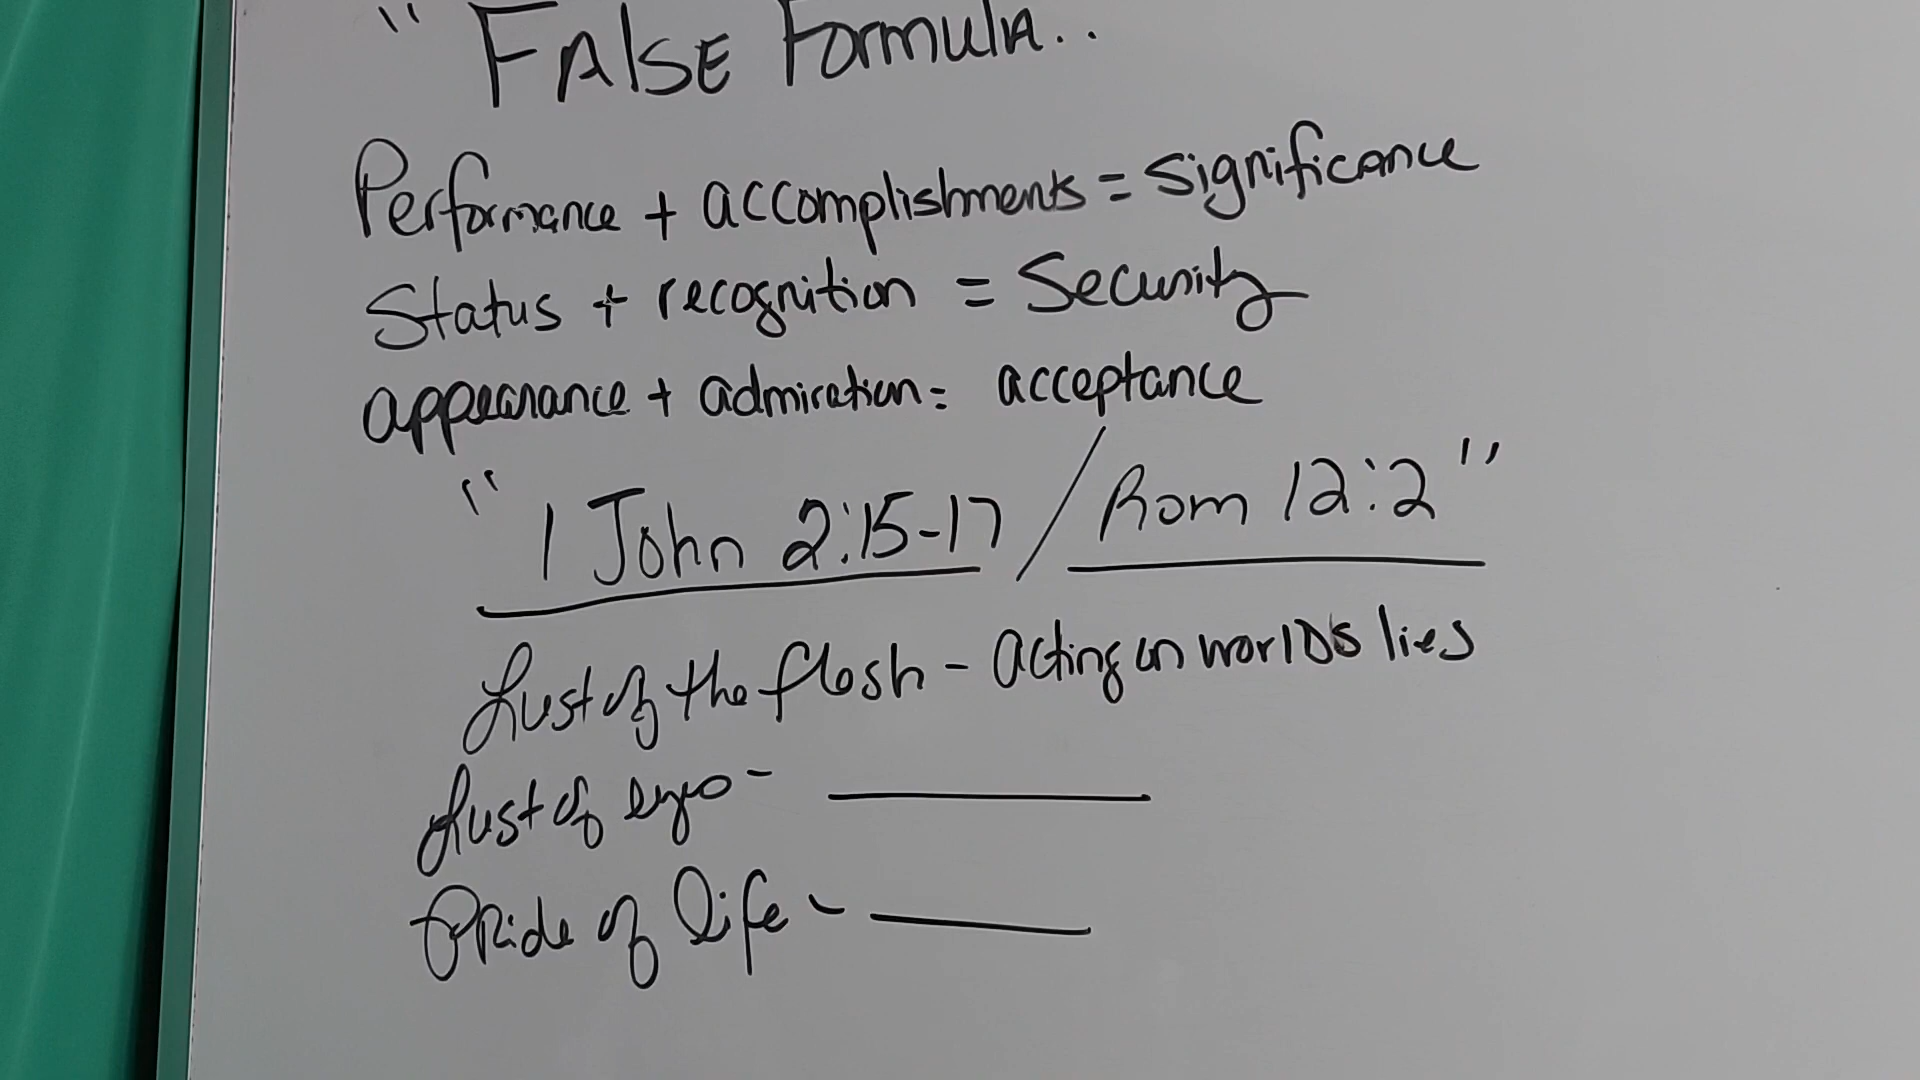 " FAlSE Formula..
Performance + accomplishments = Significance
Status + recognition = Security
appearance + admiration = acceptance
" 1 John 2:15-17 / Rom 12:2 "
Lust of the flesh - Acting on worlDs lies
Lust of eyes -
Pride of life -